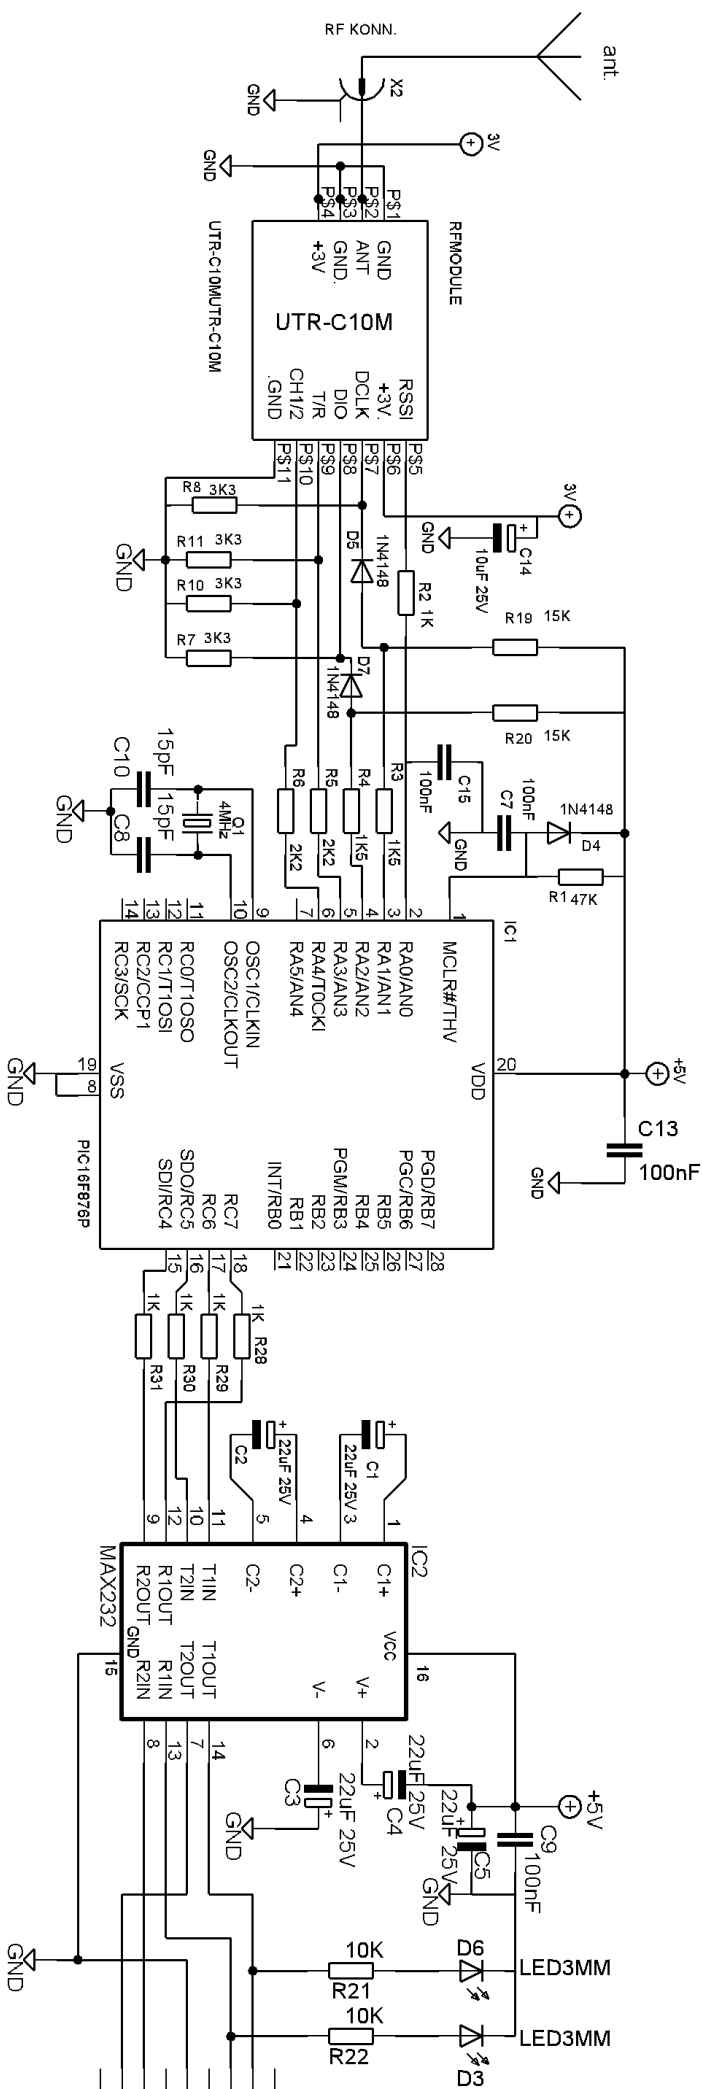 RF KONN.
ant.
X2
GND
3V
GND
P$4
P$3
P$2
P$1
+3V
GND.
ANT
GND
RFMODULE
UTR-C10MUTR-C10M
UTR-C10M
.GND
CH1/2
T/R
DIO
DCLK
+3V.
RSSI
P$11
P$10
P$9
P$8
P$7
P$6
P$5
R8 3K3
3V
+
C14
10uF 25V
GND
R11 3K3
GND
D5
1N4148
R10 3K3
R2 1K
R19 15K
R7 3K3
D7
1N4148
R20 15K
15pF
C10
15pF
C8
GND
4MHz
Q1
R6
2K2
R5
2K2
R4
1K5
R3
1K5
C15
100nF
GND
C7
100nF
1N4148
D4
R1 47K
14
13
12
11
10
9
7
6
5
4
3
2
1
IC1
RC3/SCK
RC2/CCP1
RC1/T1OSI
RC0/T1OSO
OSC2/CLKOUT
OSC1/CLKIN
RA5/AN4
RA4/T0CKI
RA3/AN3
RA2/AN2
RA1/AN1
RA0/AN0
MCLR#/THV
GND
19
8
VSS
VDD
20
+5V
C13
100nF
GND
PIC16F876P
SDI/RC4
SDO/RC5
RC6
RC7
INT/RB0
RB1
RB2
PGM/RB3
RB4
RB5
PGC/RB6
PGD/RB7
15
16
17
18
21
22
23
24
25
26
27
28
1K
R31
1K
R30
1K
R29
1K
R28
C2
+
22uF 25V
C1
+
22uF 25V
9
12
10
11
5
4
3
1
MAX232
IC2
R2OUT
R1OUT
T2IN
T1IN
C2-
C2+
C1-
C1+
GND
15
VCC
16
R2IN
R1IN
T2OUT
T1OUT
V-
V+
8
13
7
14
6
2
C3
+
22uF 25V
GND
22uF 25V
+
C4
22uF 25V
+
C5
GND
C9
100nF
+5V
GND
10K
R21
D6
LED3MM
10K
R22
D3
LED3MM